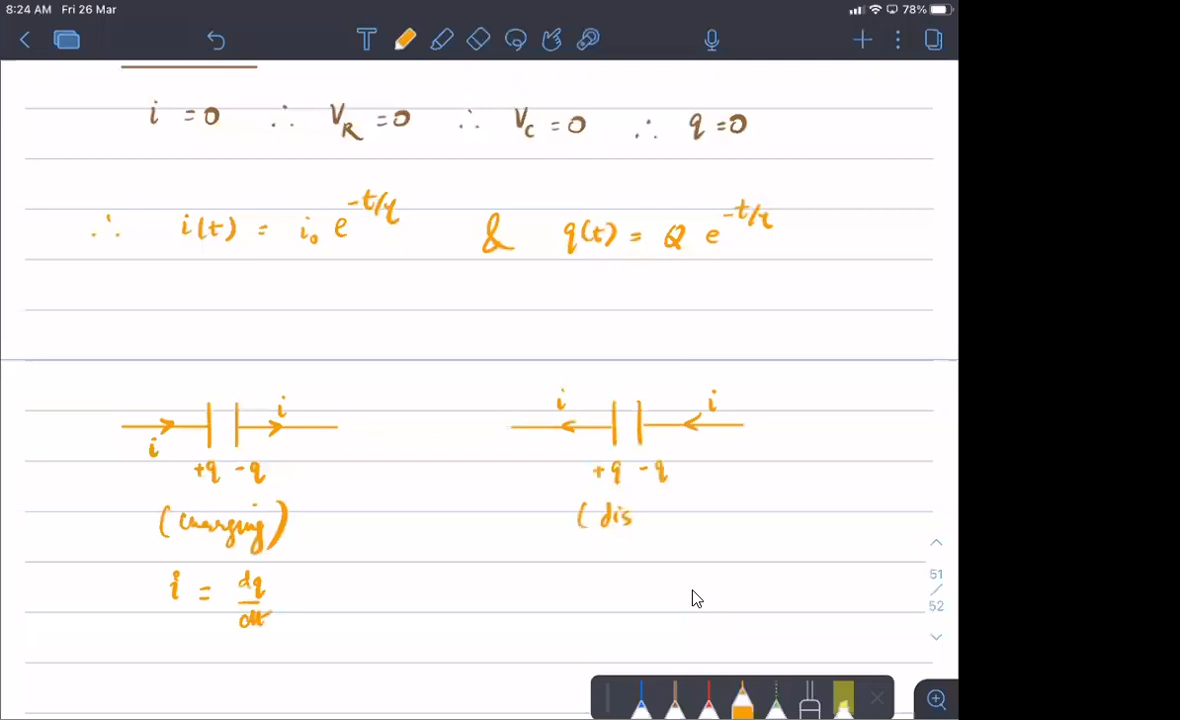 8:24 AM Fri 26 Mar 78%
i = 0 ∴ V_R = 0 ∴ V_C = 0 ∴ q = 0
∴ i(t) = i₀ e^{-t/τ} & q(t) = Q e^{-t/τ}
i i i i
+q -q +q -q
(charging) (dis
i = dq/dt
51
/
52